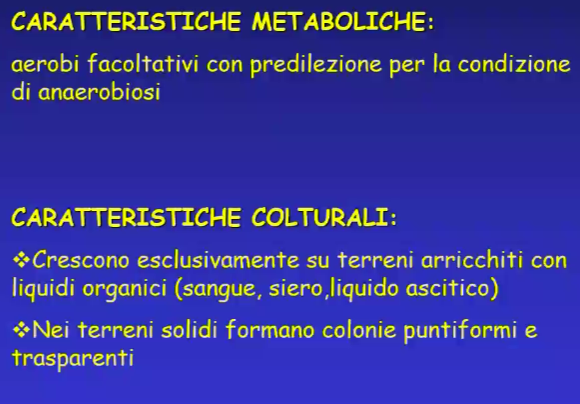 CARATTERISTICHE METABOLICHE:
aerobi facoltativi con predilezione per la condizione
di anaerobiosi
CARATTERISTICHE COLTURALI:
❖Crescono esclusivamente su terreni arricchiti con
liquidi organici (sangue, siero,liquido ascitico)
❖Nei terreni solidi formano colonie puntiformi e
trasparenti